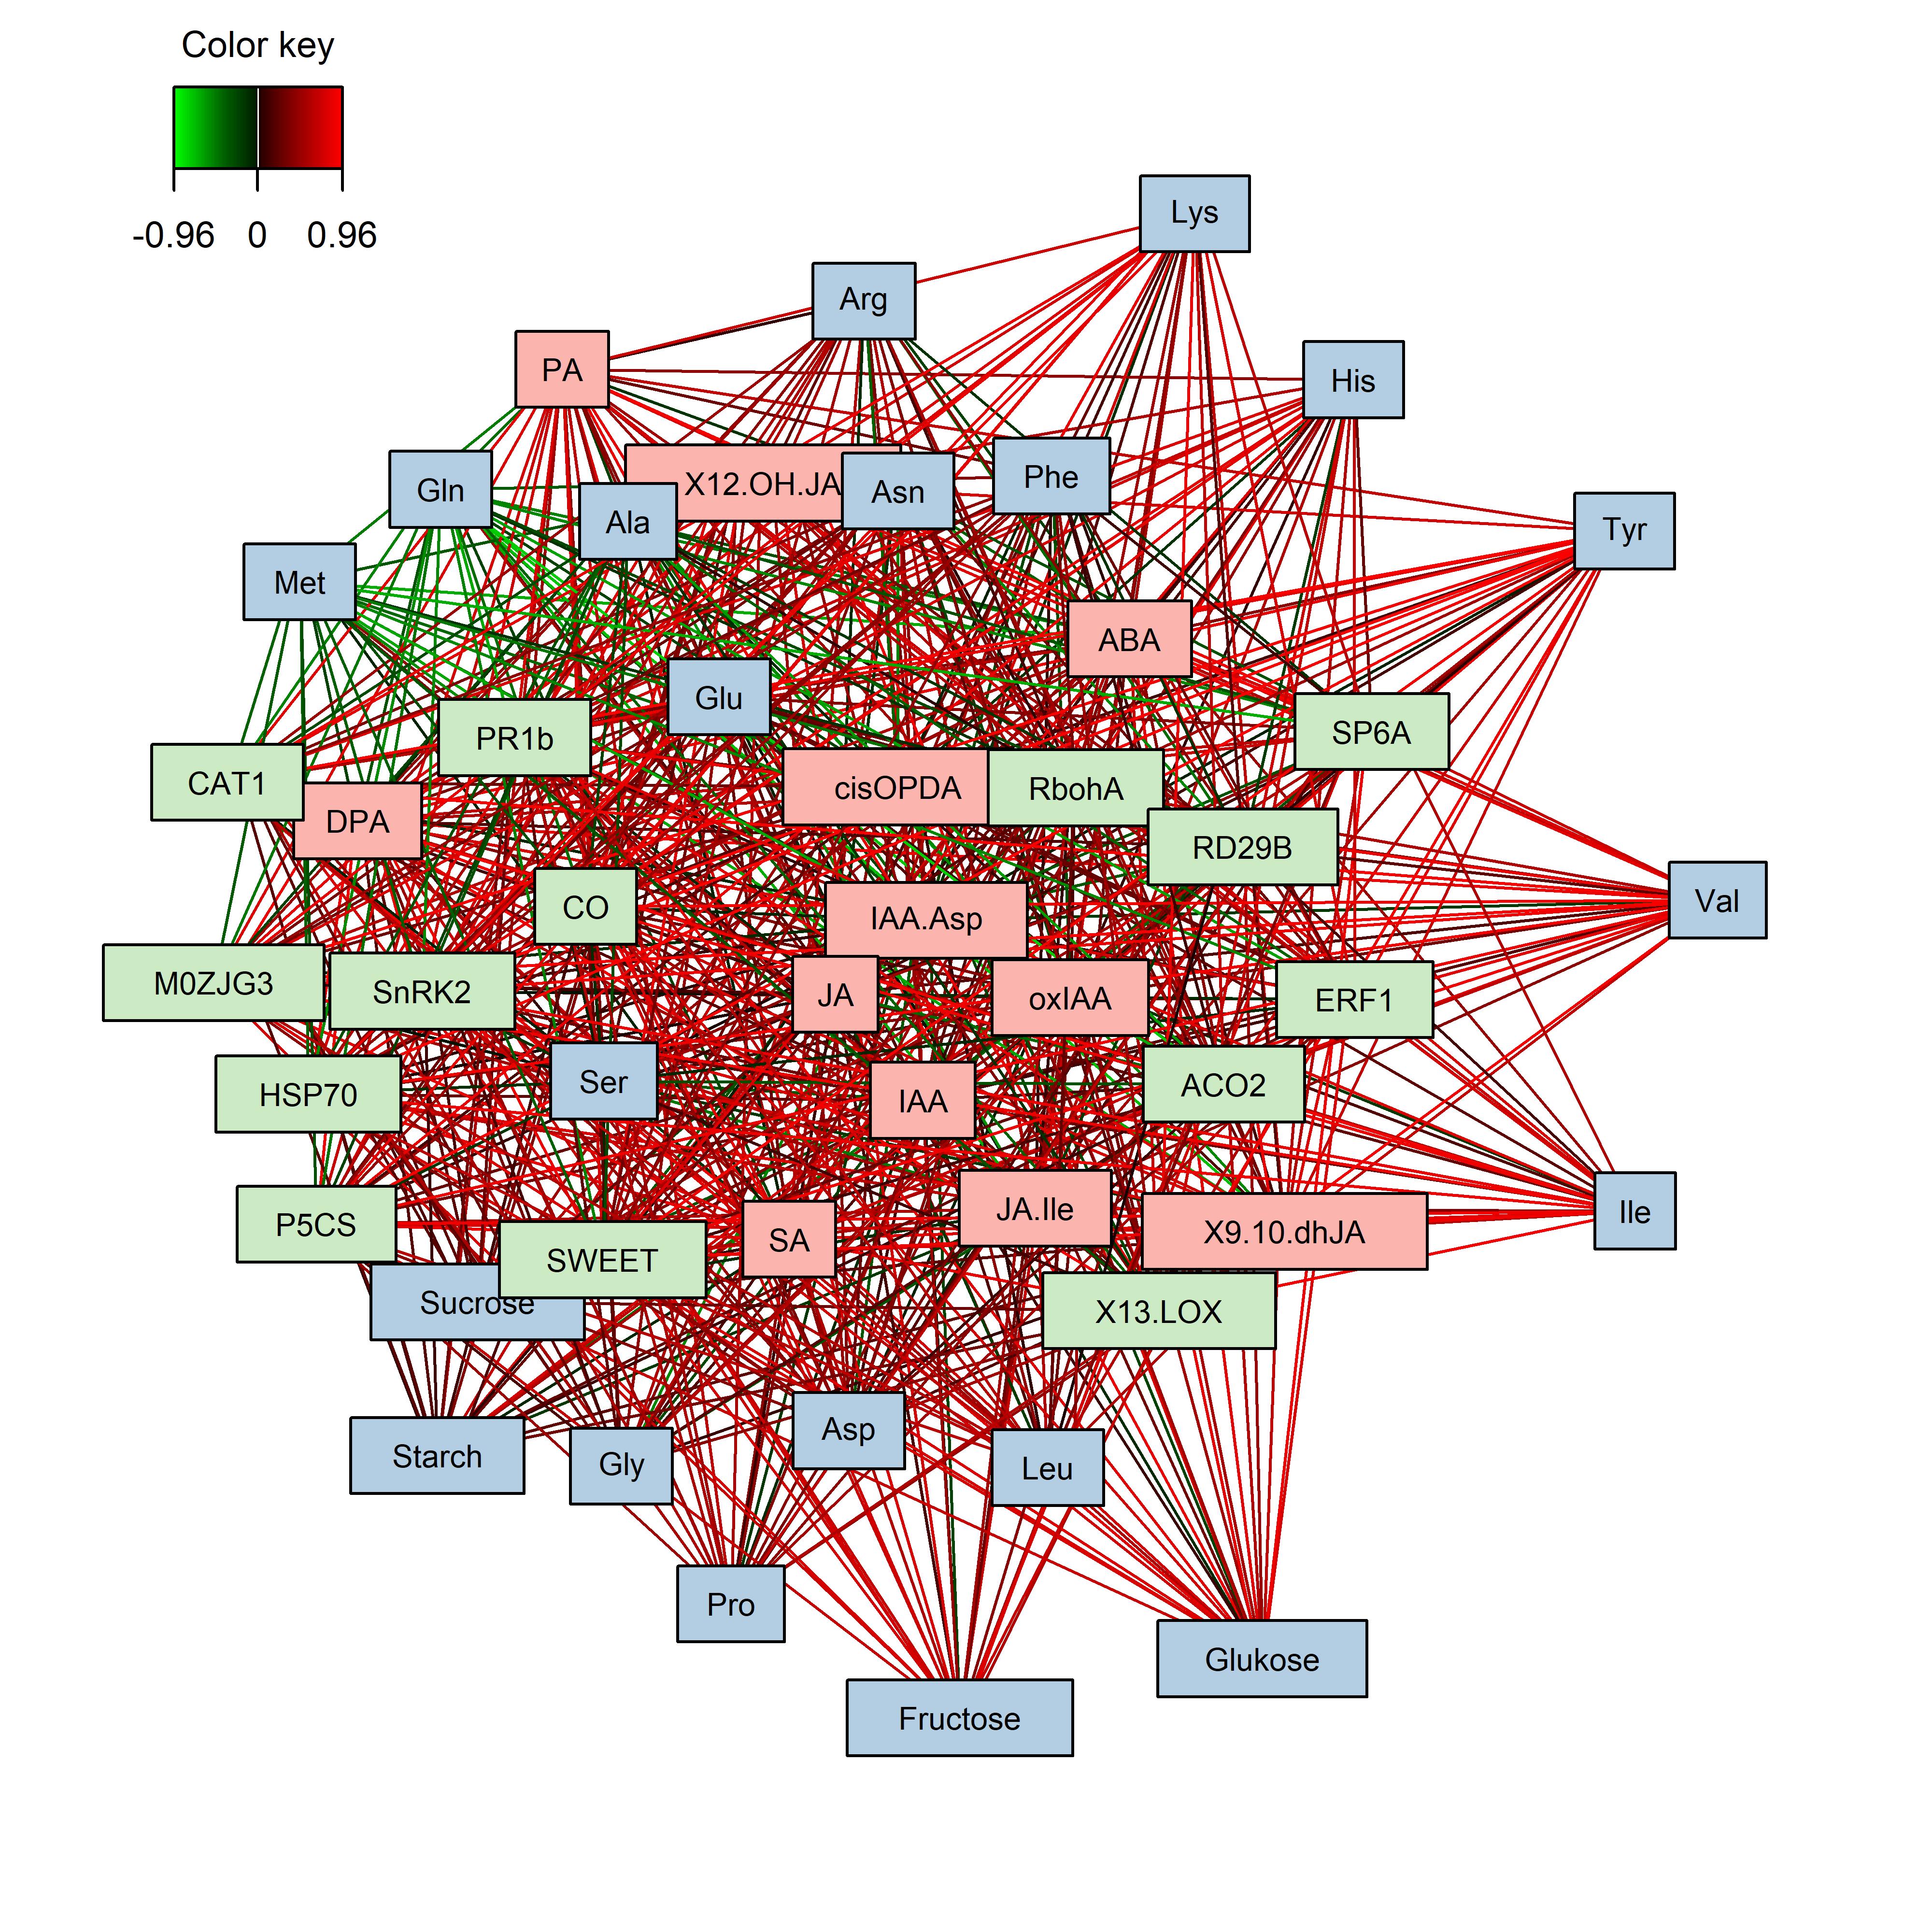 Color key
-0.96 0 0.96
Lys
Arg
PA
His
X12.OH.JA
Asn
Phe
Gln
Ala
Tyr
Met
ABA
Glu
PR1b
SP6A
CAT1
cisOPDA
RbohA
DPA
RD29B
Val
CO
IAA.Asp
M0ZJG3
SnRK2
JA
oxIAA
ERF1
HSP70
Ser
IAA
ACO2
P5CS
SA
JA.Ile
X9.10.dhJA
Ile
SWEET
Sucrose
X13.LOX
Starch
Gly
Asp
Leu
Pro
Glukose
Fructose